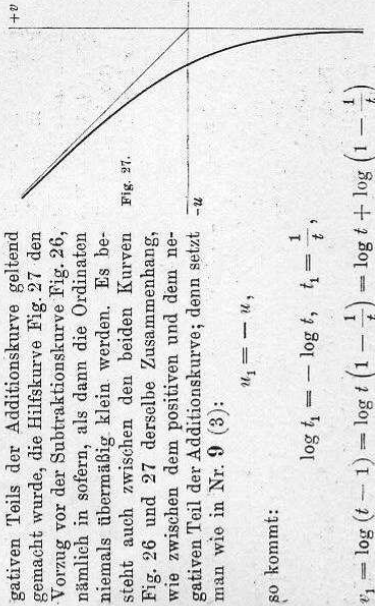 gativen Teils der Additionskurve geltend
gemacht wurde, die Hilfskurve Fig. 27 den
Vorzug vor der Subtraktionskurve Fig. 26,
nämlich in sofern, als dann die Ordinaten
niemals übermäßig klein werden. Es be-
steht auch zwischen den beiden Kurven
Fig. 26 und 27 derselbe Zusammenhang,
wie zwischen dem positiven und dem ne-
gativen Teil der Additionskurve; denn setzt
man wie in Nr. 9 (3):
+v
Fig. 27.
-u
u₁ = — u,
so kommt:
log t₁ = — log t, t₁ = 1/t,
v₁ = log (t — 1) = log t (1 — 1/t) = log t + log (1 — 1/t)